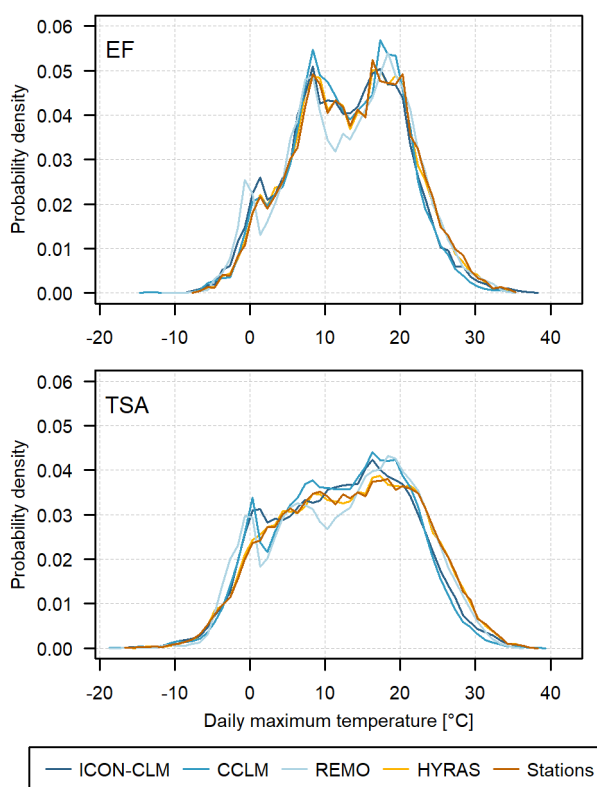 EF
Probability density
0.06
0.05
0.04
0.03
0.02
0.01
0.00
-20 -10 0 10 20 30 40
TSA
Probability density
0.06
0.05
0.04
0.03
0.02
0.01
0.00
-20 -10 0 10 20 30 40
Daily maximum temperature [°C]
ICON-CLM CCLM REMO HYRAS Stations